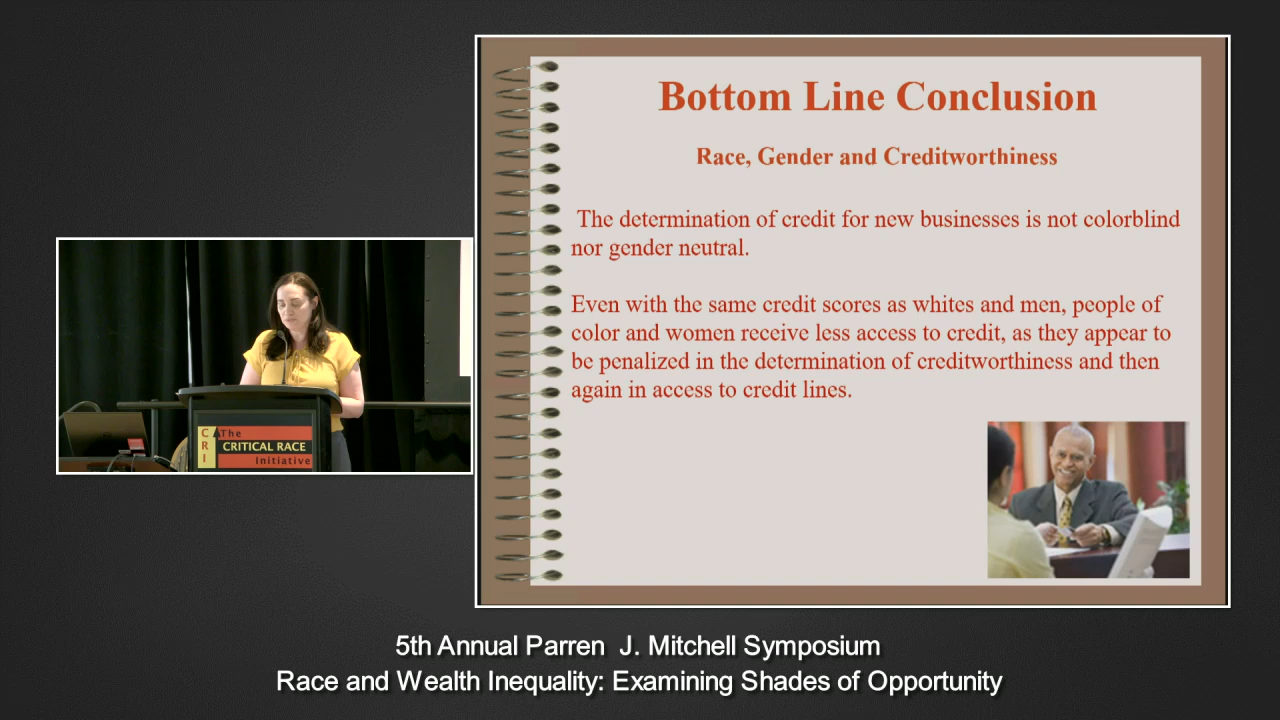 Bottom Line Conclusion
Race, Gender and Creditworthiness
The determination of credit for new businesses is not colorblind
nor gender neutral.
Even with the same credit scores as whites and men, people of
color and women receive less access to credit, as they appear to
be penalized in the determination of creditworthiness and then
again in access to credit lines.
CRI
The
CRITICAL RACE
Initiative
5th Annual Parren J. Mitchell Symposium
Race and Wealth Inequality: Examining Shades of Opportunity